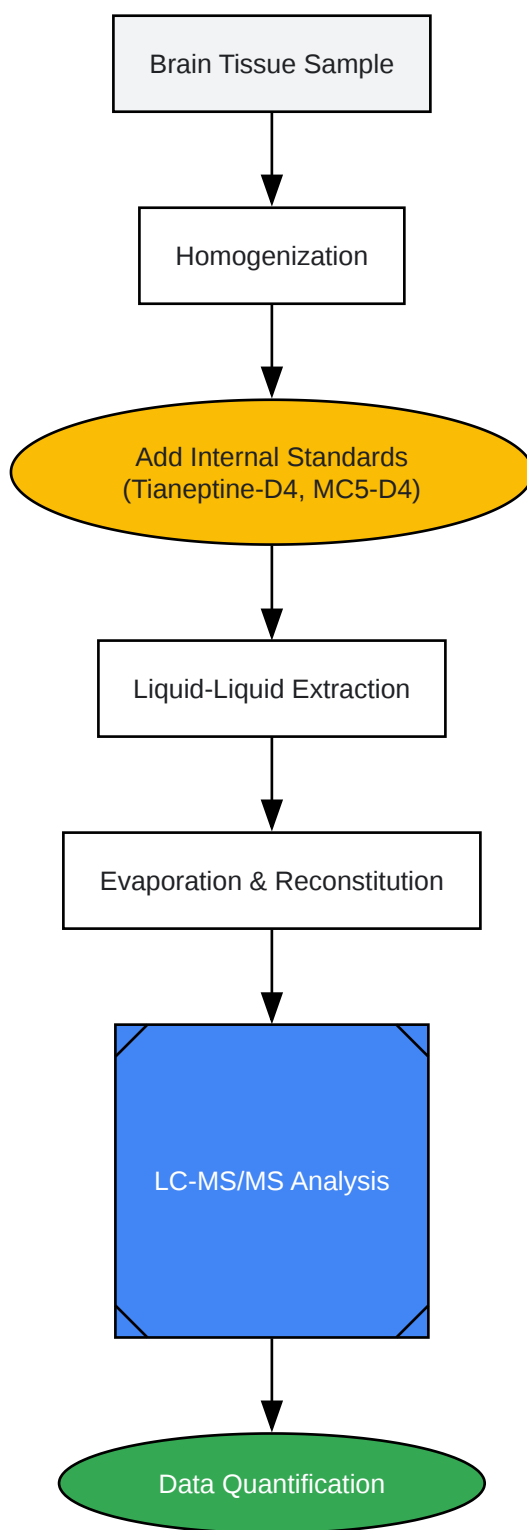 Brain Tissue Sample
Homogenization
Add Internal Standards
(Tianeptine-D4, MC5-D4)
Liquid-Liquid Extraction
Evaporation & Reconstitution
LC-MS/MS Analysis
Data Quantification